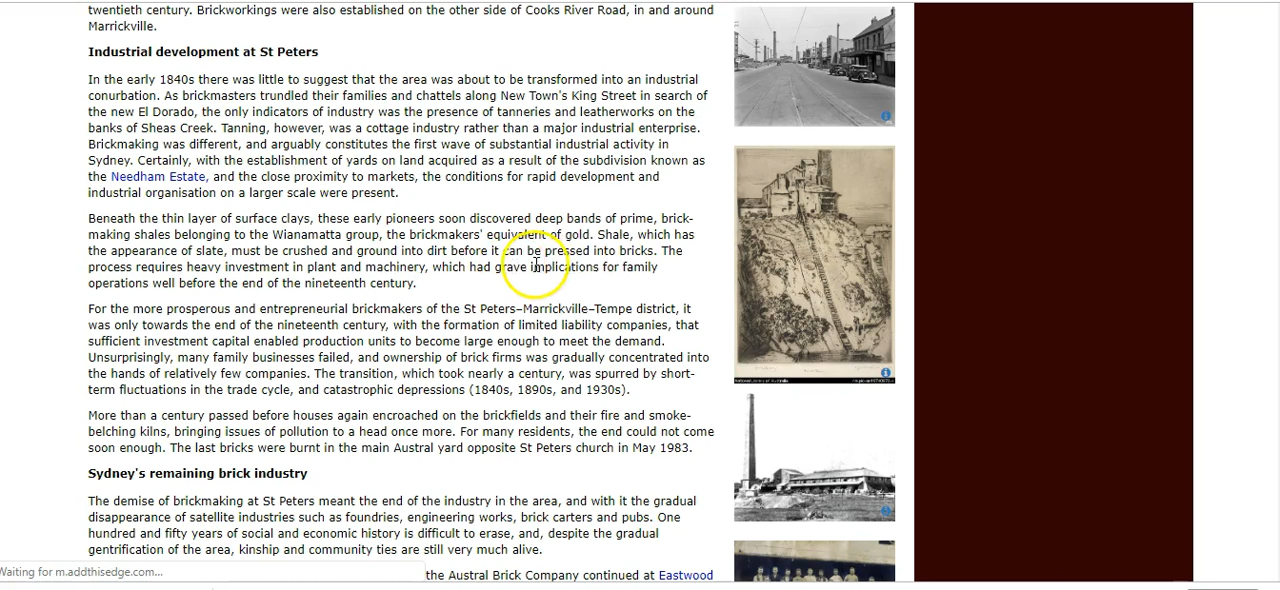 twentieth century. Brickworkings were also established on the other side of Cooks River Road, in and around
Marrickville.
Industrial development at St Peters
In the early 1840s there was little to suggest that the area was about to be transformed into an industrial
conurbation. As brickmasters trundled their families and chattels along New Town's King Street in search of
the new El Dorado, the only indicators of industry was the presence of tanneries and leatherworks on the
banks of Sheas Creek. Tanning, however, was a cottage industry rather than a major industrial enterprise.
Brickmaking was different, and arguably constitutes the first wave of substantial industrial activity in
Sydney. Certainly, with the establishment of yards on land acquired as a result of the subdivision known as
the Needham Estate, and the close proximity to markets, the conditions for rapid development and
industrial organisation on a larger scale were present.
Beneath the thin layer of surface clays, these early pioneers soon discovered deep bands of prime, brick-
making shales belonging to the Wianamatta group, the brickmakers' equivalent of gold. Shale, which has
the appearance of slate, must be crushed and ground into dirt before it can be pressed into bricks. The
process requires heavy investment in plant and machinery, which had grave implications for family
operations well before the end of the nineteenth century.
For the more prosperous and entrepreneurial brickmakers of the St Peters–Marrickville–Tempe district, it
was only towards the end of the nineteenth century, with the formation of limited liability companies, that
sufficient investment capital enabled production units to become large enough to meet the demand.
Unsurprisingly, many family businesses failed, and ownership of brick firms was gradually concentrated into
the hands of relatively few companies. The transition, which took nearly a century, was spurred by short-
term fluctuations in the trade cycle, and catastrophic depressions (1840s, 1890s, and 1930s).
More than a century passed before houses again encroached on the brickfields and their fire and smoke-
belching kilns, bringing issues of pollution to a head once more. For many residents, the end could not come
soon enough. The last bricks were burnt in the main Austral yard opposite St Peters church in May 1983.
Sydney's remaining brick industry
The demise of brickmaking at St Peters meant the end of the industry in the area, and with it the gradual
disappearance of satellite industries such as foundries, engineering works, brick carters and pubs. One
hundred and fifty years of social and economic history is difficult to erase, and, despite the gradual
gentrification of the area, kinship and community ties are still very much alive.
the Austral Brick Company continued at Eastwood
Waiting for m.addthisedge.com...
National Library of Australia